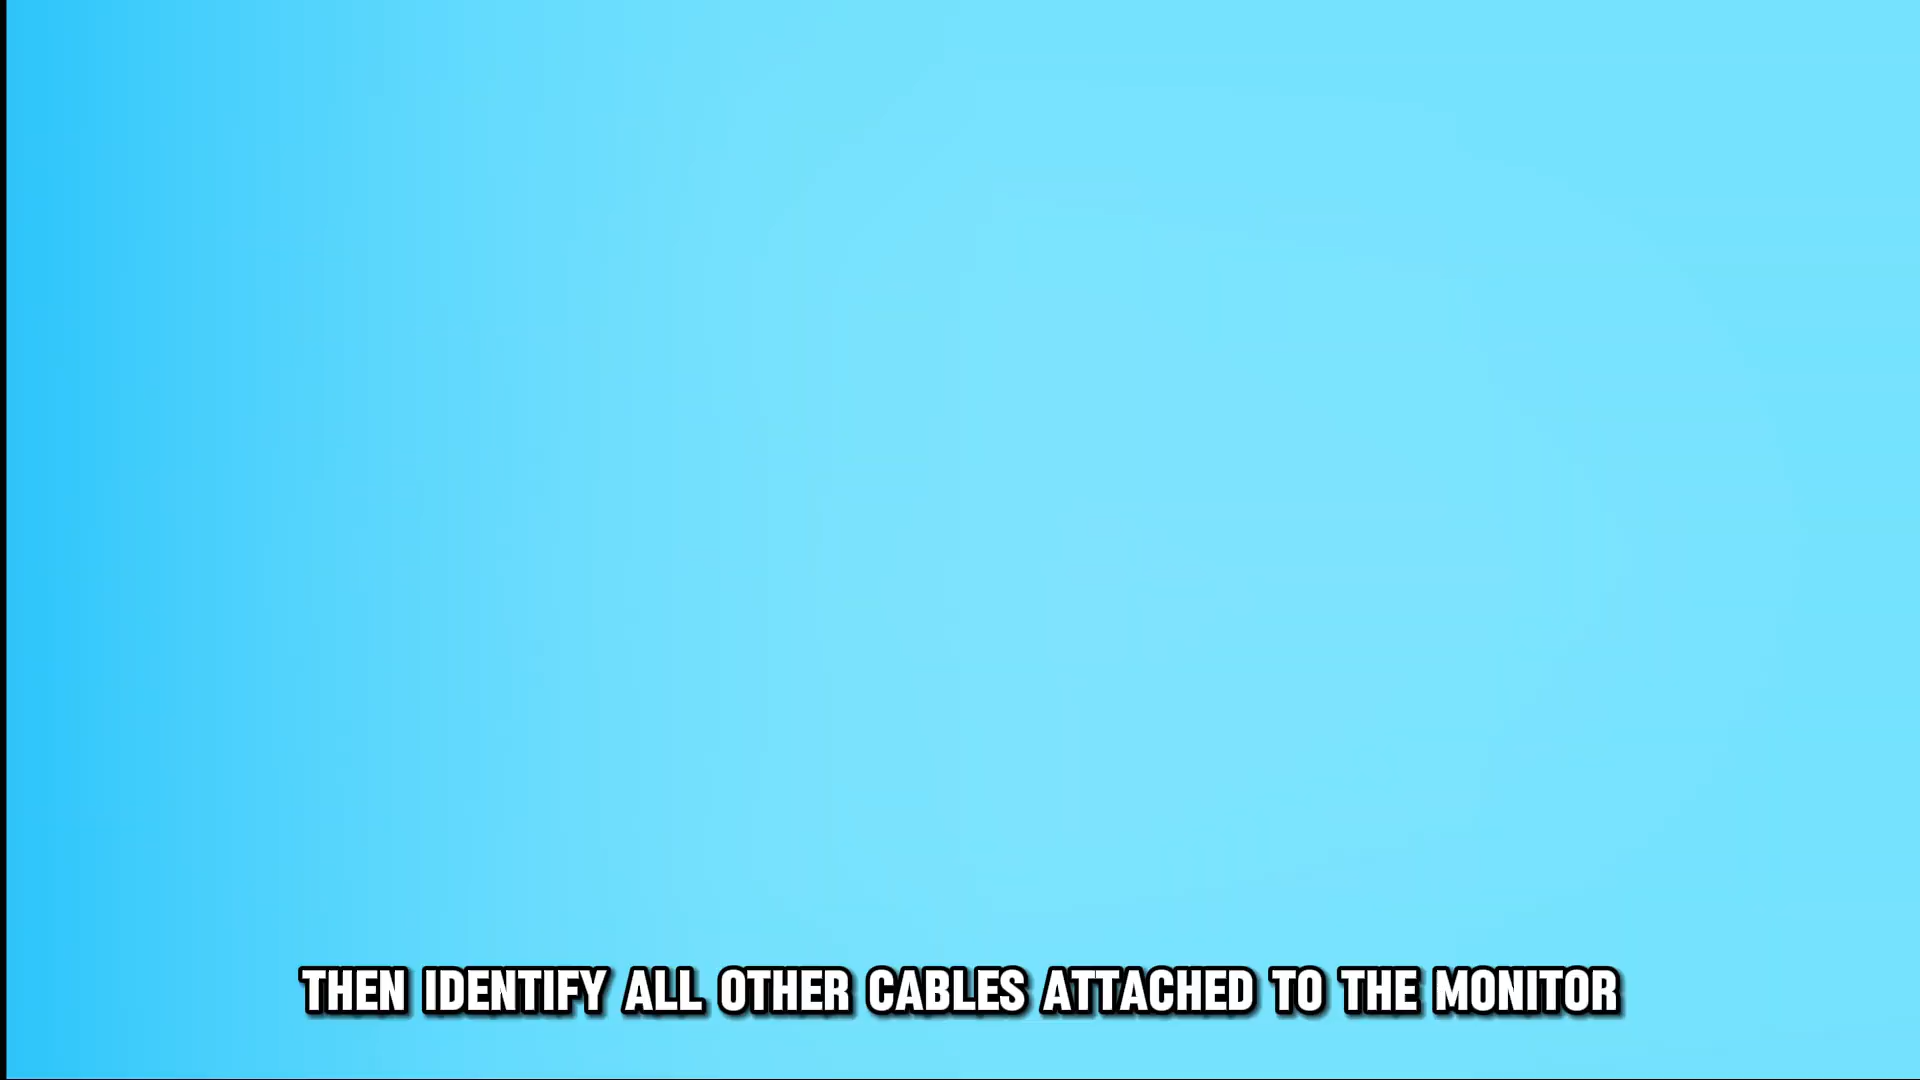 THEN IDENTIFY ALL OTHER CABLES ATTACHED TO THE MONITOR